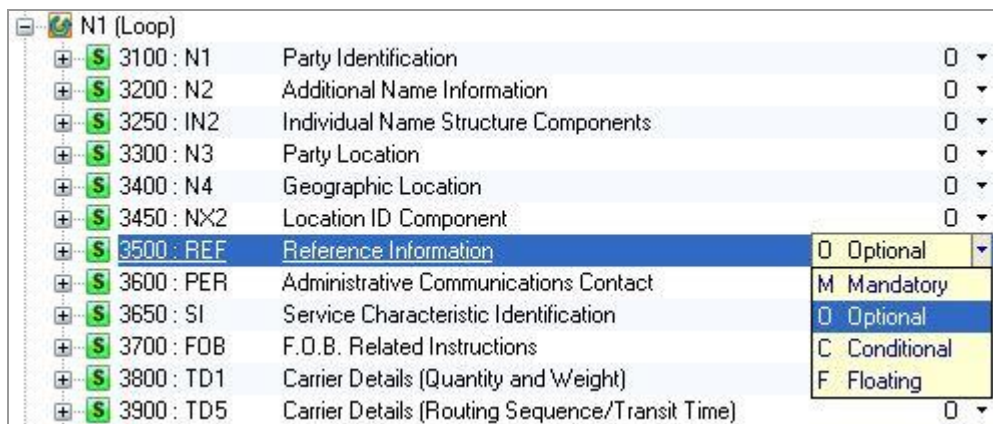 N1 (Loop)
S 3100 : N1 Party Identification O
S 3200 : N2 Additional Name Information O
S 3250 : IN2 Individual Name Structure Components O
S 3300 : N3 Party Location O
S 3400 : N4 Geographic Location O
S 3450 : NX2 Location ID Component O
S 3500 : REF Reference Information O Optional
S 3600 : PER Administrative Communications Contact M Mandatory
S 3650 : SI Service Characteristic Identification O Optional
S 3700 : FOB F.O.B. Related Instructions C Conditional
S 3800 : TD1 Carrier Details (Quantity and Weight) F Floating
S 3900 : TD5 Carrier Details (Routing Sequence/Transit Time) O